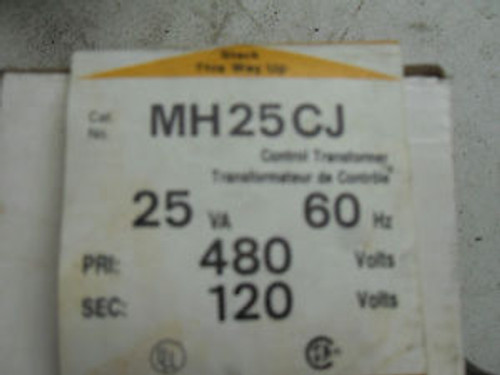 Stack
This Way Up
Cat.
No.
MH25CJ
Control Transformer
Transformateur de Contrôle
25 VA 60 Hz
PRI: 480 Volts
SEC: 120 Volts
UL